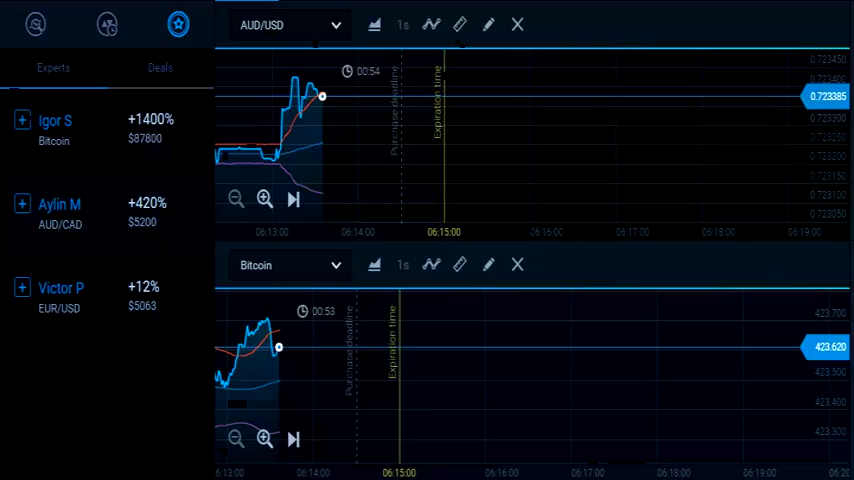 Experts
Deals
Igor S
+1400%
Bitcoin
$87800
Aylin M
+420%
AUD/CAD
$5200
Victor P
+12%
EUR/USD
$5063
AUD/USD
1s
00:54
Purchase deadline
Expiration time
0.723450
0.723400
0.723385
0.723300
0.723250
0.723200
0.723150
0.723100
0.723050
06:13:00
06:14:00
06:15:00
06:16:00
06:17:00
06:18:00
06:19:00
Bitcoin
1s
00:53
Purchase deadline
Expiration time
423.700
423.620
423.500
423.400
423.300
6:13:00
06:14:00
06:15:00
06:16:00
06:17:00
06:18:00
06:19:00
06:20